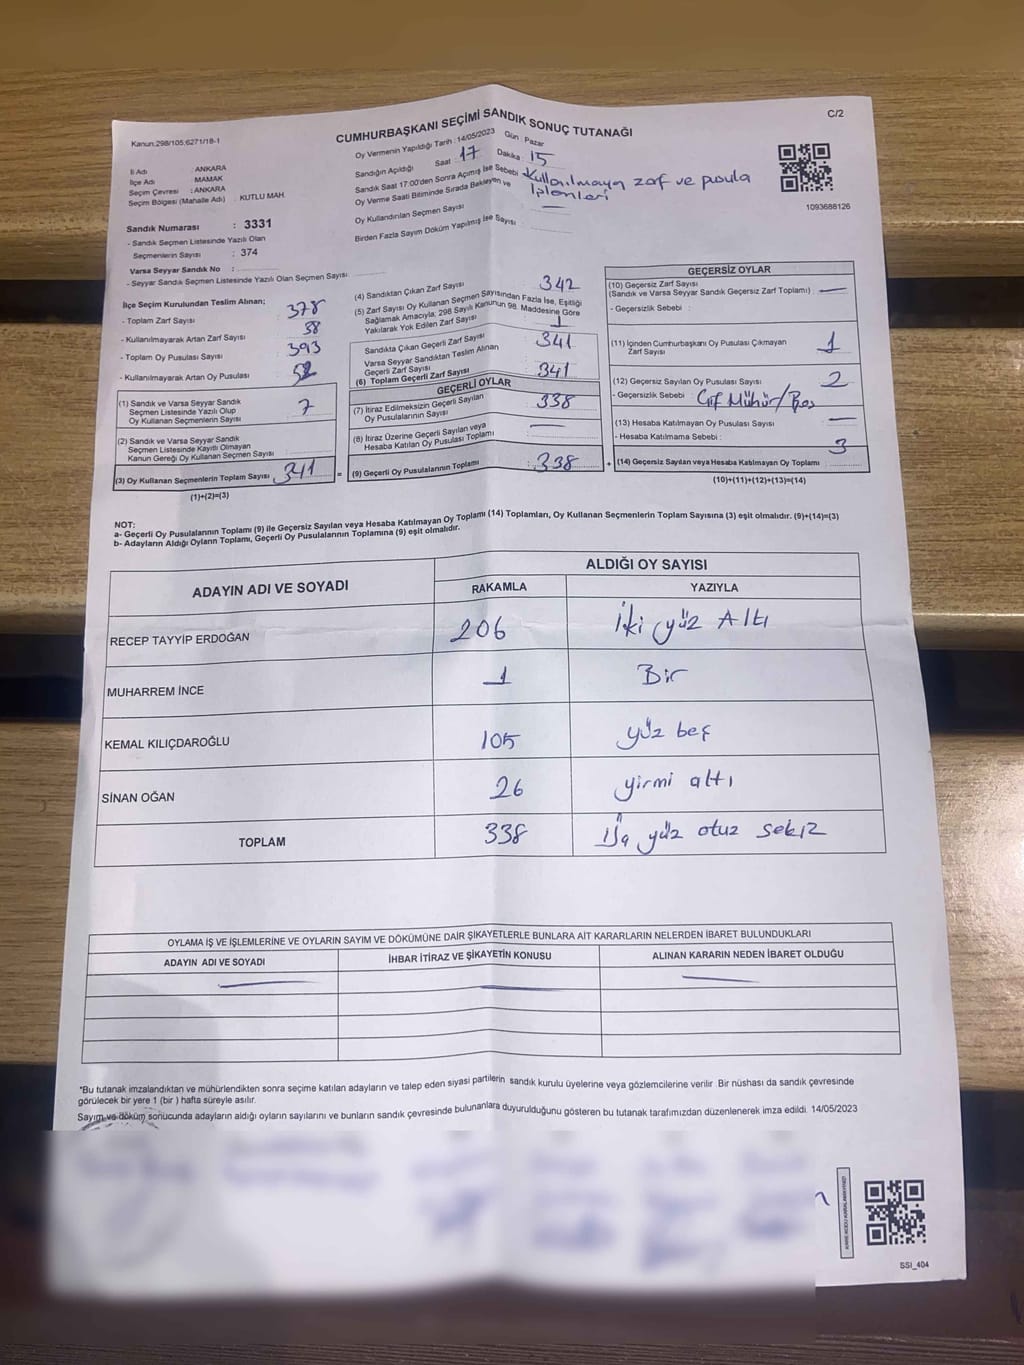 C/2
Kanun:298/105,6271/18-1
CUMHURBAŞKANI SEÇİMİ SANDIK SONUÇ TUTANAĞI
İl Adı : ANKARA
İlçe Adı : MAMAK
Seçim Çevresi : ANKARA
Seçim Bölgesi (Mahalle Adı) : KUTLU MAH.
Sandık Numarası : 3331
- Sandık Seçmen Listesinde Yazılı Olan
Seçmenlerin Sayısı : 374
Varsa Seyyar Sandık No :
- Seyyar Sandık Seçmen Listesinde Yazılı Olan Seçmen Sayısı
Oy Vermenin Yapıldığı Tarih : 14/05/2023 Gün : Pazar
Sandığın Açıldığı Saat : 17 Dakika : 15
Sandık Saat 17:00'den Sonra Açılmış İse Sebebi Kullanılmayan zarf ve pusula
işlemleri
Oy Verme Saati Bitiminde Sırada Bekleyen ve
Oy Kullandırılan Seçmen Sayısı —
Birden Fazla Sayım Döküm Yapılmış İse Sayısı :
1093688126
İlçe Seçim Kurulundan Teslim Alınan;
- Toplam Zarf Sayısı 378
- Kullanılmayarak Artan Zarf Sayısı 38
- Toplam Oy Pusulası Sayısı 393
- Kullanılmayarak Artan Oy Pusulası 52
(1) Sandık ve Varsa Seyyar Sandık
Seçmen Listesinde Yazılı Olup
Oy Kullanan Seçmenlerin Sayısı 7
(2) Sandık ve Varsa Seyyar Sandık
Seçmen Listesinde Kayıtlı Olmayan
Kanun Gereği Oy Kullanan Seçmen Sayısı
(3) Oy Kullanan Seçmenlerin Toplam Sayısı 341
(1)+(2)=(3)
=
(4) Sandıktan Çıkan Zarf Sayısı 342
(5) Zarf Sayısı Oy Kullanan Seçmen Sayısından Fazla İse, Eşitliği
Sağlamak Amacıyla, 298 Sayılı Kanunun 98. Maddesine Göre
Yakılarak Yok Edilen Zarf Sayısı 1
Sandıkta Çıkan Geçerli Zarf Sayısı 341
Varsa Seyyar Sandıktan Teslim Alınan
Geçerli Zarf Sayısı
(6) Toplam Geçerli Zarf Sayısı 341
GEÇERLİ OYLAR
(7) İtiraz Edilmeksizin Geçerli Sayılan
Oy Pusulalarının Sayısı 338
(8) İtiraz Üzerine Geçerli Sayılan veya
Hesaba Katılan Oy Pusulası Toplamı —
(9) Geçerli Oy Pusulalarının Toplamı : 338
+
GEÇERSİZ OYLAR
(10) Geçersiz Zarf Sayısı
(Sandık ve Varsa Seyyar Sandık Geçersiz Zarf Toplamı) : —
- Geçersizlik Sebebi :
(11) İçinden Cumhurbaşkanı Oy Pusulası Çıkmayan
Zarf Sayısı 1
(12) Geçersiz Sayılan Oy Pusulası Sayısı 2
- Geçersizlik Sebebi : Çift Mühür/Boş
(13) Hesaba Katılmayan Oy Pusulası Sayısı —
- Hesaba Katılmama Sebebi :
(14) Geçersiz Sayılan veya Hesaba Katılmayan Oy Toplamı 3
(10)+(11)+(12)+(13)=(14)
NOT:
a- Geçerli Oy Pusulalarının Toplamı (9) ile Geçersiz Sayılan veya Hesaba Katılmayan Oy Toplamı (14) Toplamları, Oy Kullanan Seçmenlerin Toplam Sayısına (3) eşit olmalıdır. (9)+(14)=(3)
b- Adayların Aldığı Oyların Toplamı, Geçerli Oy Pusulalarının Toplamına (9) eşit olmalıdır.
ADAYIN ADI VE SOYADI
ALDIĞI OY SAYISI
RAKAMLA YAZIYLA
RECEP TAYYİP ERDOĞAN 206 İki yüz Altı
MUHARREM İNCE 1 Bir
KEMAL KILIÇDAROĞLU 105 yüz beş
SİNAN OĞAN 26 yirmi altı
TOPLAM 338 yüz otuz sekiz
OYLAMA İŞ VE İŞLEMLERİNE VE OYLARIN SAYIM VE DÖKÜMÜNE DAİR ŞİKAYETLERLE BUNLARA AİT KARARLARIN NELERDEN İBARET BULUNDUKLARI
ADAYIN ADI VE SOYADI İHBAR İTİRAZ VE ŞİKAYETİN KONUSU ALINAN KARARIN NEDEN İBARET OLDUĞU
*Bu tutanak imzalandıktan ve mühürlendikten sonra seçime katılan adayların ve talep eden siyasi partilerin sandık kurulu üyelerine veya gözlemcilerine verilir. Bir nüshası da sandık çevresinde
görülecek bir yere 1 (bir ) hafta süreyle asılır.
Sayım ve döküm sonucunda adayların aldığı oyların sayılarını ve bunların sandık çevresinde bulunanlara duyurulduğunu gösteren bu tutanak tarafımızdan düzenlenerek imza edildi. 14/05/2023
SSI_404